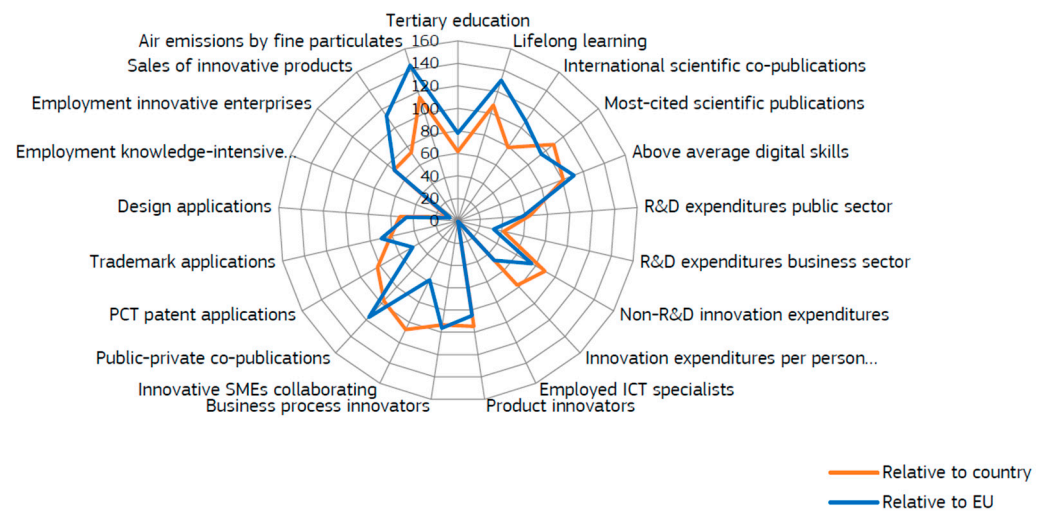 Tertiary education
160
Air emissions by fine particulates
Lifelong learning
140
Sales of innovative products
International scientific co-publications
120
Employment innovative enterprises
100
Most-cited scientific publications
80
Employment knowledge-intensive...
60
Above average digital skills
40
Design applications
20
R&D expenditures public sector
0
Trademark applications
R&D expenditures business sector
PCT patent applications
Non-R&D innovation expenditures
Public-private co-publications
Innovation expenditures per person...
Innovative SMEs collaborating
Employed ICT specialists
Business process innovators
Product innovators
Relative to country
Relative to EU